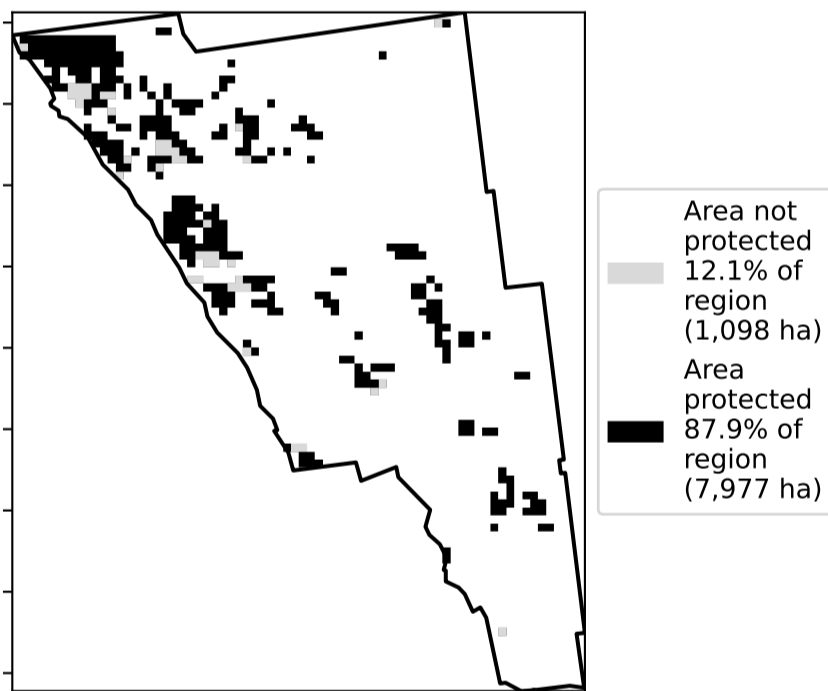 Area not
protected
12.1% of
region
(1,098 ha)
Area
protected
87.9% of
region
(7,977 ha)